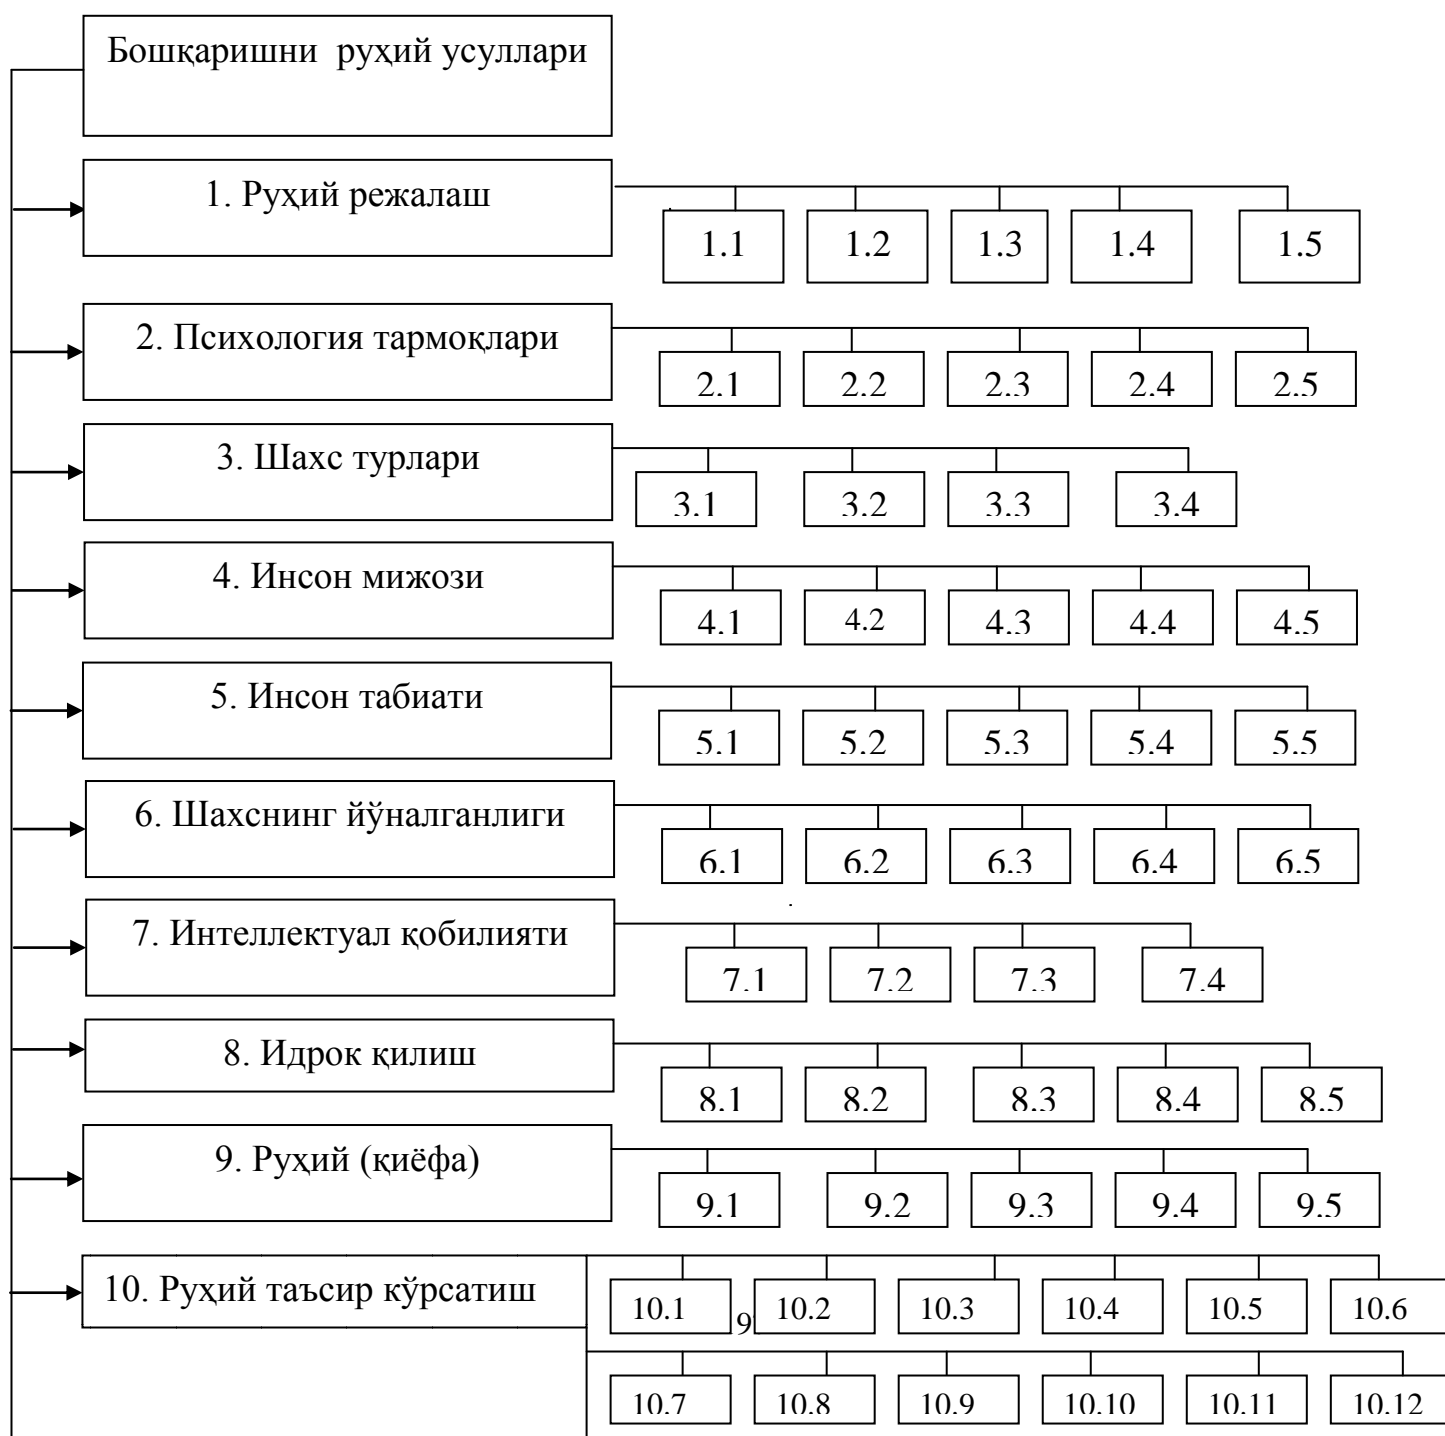 Бошқаришни руҳий усуллари
1. Руҳий режалаш
1.1 1.2 1.3 1.4 1.5
2. Психология тармоқлари
2.1 2.2 2.3 2.4 2.5
3. Шахс турлари
3.1 3.2 3.3 3.4
4. Инсон мижози
4.1 4.2 4.3 4.4 4.5
5. Инсон табиати
5.1 5.2 5.3 5.4 5.5
6. Шахснинг йўналганлиги
6.1 6.2 6.3 6.4 6.5
7. Интеллектуал қобилияти
7.1 7.2 7.3 7.4
8. Идрок қилиш
8.1 8.2 8.3 8.4 8.5
9. Руҳий (қиёфа)
9.1 9.2 9.3 9.4 9.5
10. Руҳий таъсир кўрсатиш
10.1 10.2 10.3 10.4 10.5 10.6
9
10.7 10.8 10.9 10.10 10.11 10.12